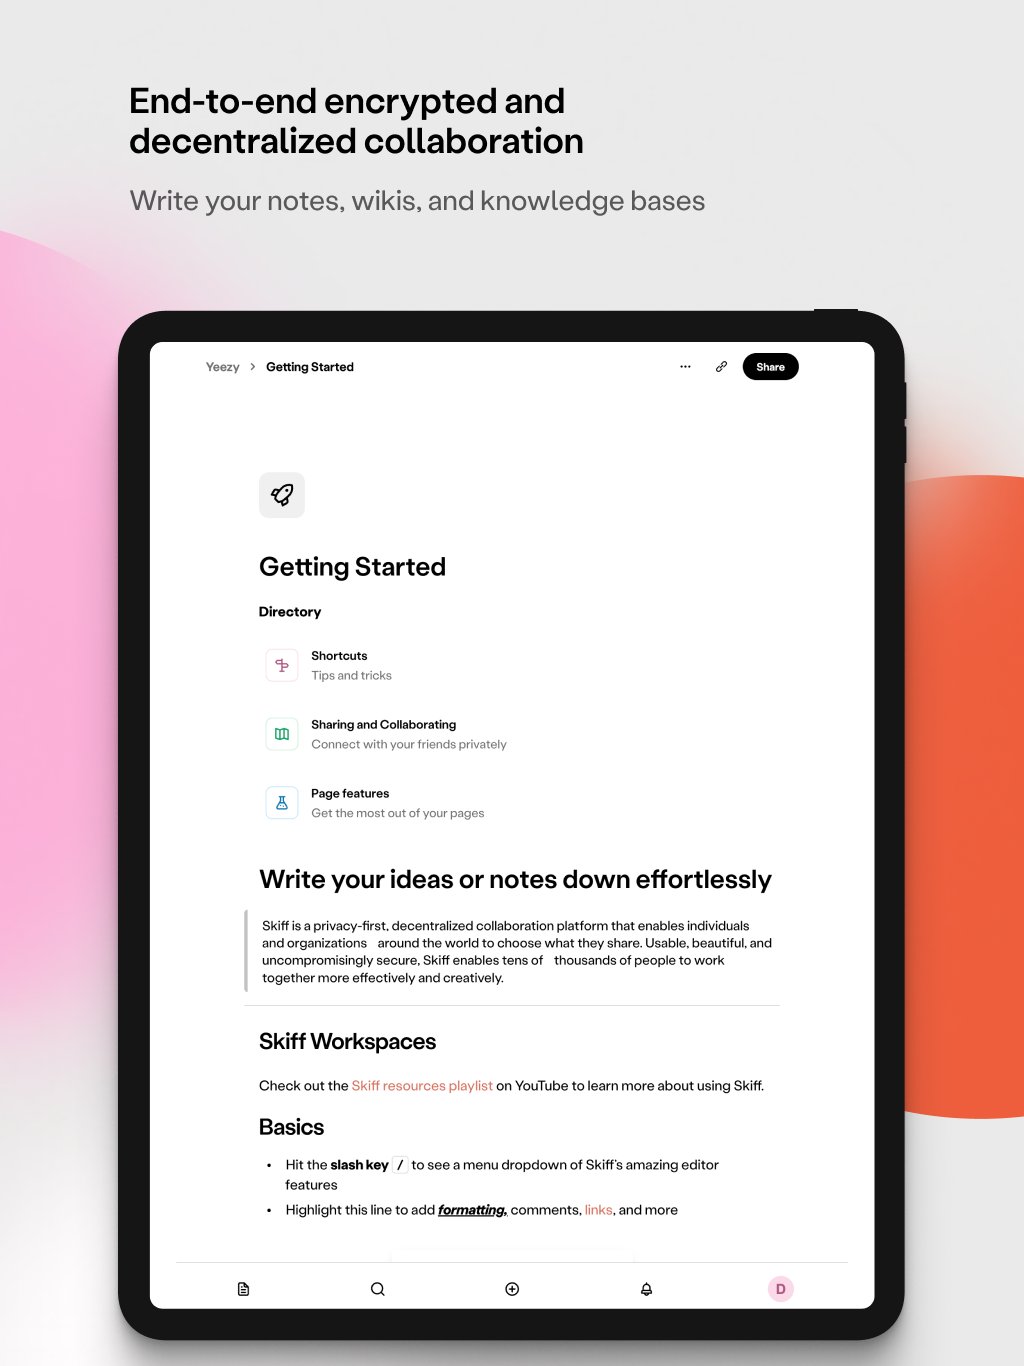 End-to-end encrypted and
decentralized collaboration
Write your notes, wikis, and knowledge bases
Yeezy > Getting Started
Share
Getting Started
Directory
Shortcuts
Tips and tricks
Sharing and Collaborating
Connect with your friends privately
Page features
Get the most out of your pages
Write your ideas or notes down effortlessly
Skiff is a privacy-first, decentralized collaboration platform that enables individuals
and organizations around the world to choose what they share. Usable, beautiful, and
uncompromisingly secure, Skiff enables tens of thousands of people to work
together more effectively and creatively.
Skiff Workspaces
Check out the Skiff resources playlist on YouTube to learn more about using Skiff.
Basics
• Hit the slash key / to see a menu dropdown of Skiff's amazing editor
features
• Highlight this line to add formatting, comments, links, and more
D